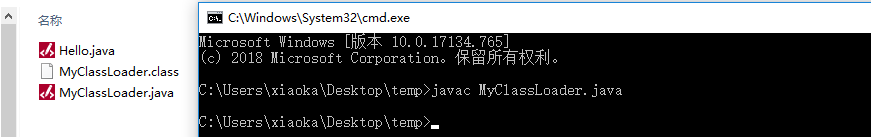 名称
Hello.java
MyClassLoader.class
MyClassLoader.java
C:\Windows\System32\cmd.exe
Microsoft Windows [版本 10.0.17134.765]
(c) 2018 Microsoft Corporation。保留所有权利。
C:\Users\xiaoka\Desktop\temp>javac MyClassLoader.java
C:\Users\xiaoka\Desktop\temp>